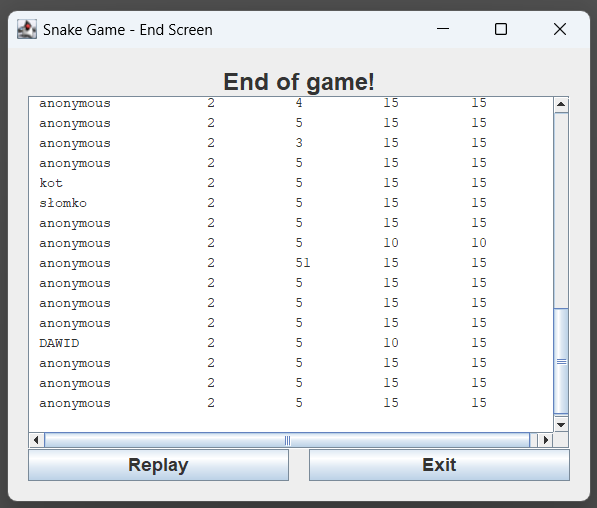 Snake Game - End Screen
End of game!
anonymous 2 4 15 15
anonymous 2 5 15 15
anonymous 2 3 15 15
anonymous 2 5 15 15
kot 2 5 15 15
słomko 2 5 15 15
anonymous 2 5 15 15
anonymous 2 5 10 10
anonymous 2 51 15 15
anonymous 2 5 15 15
anonymous 2 5 15 15
anonymous 2 5 15 15
DAWID 2 5 10 15
anonymous 2 5 15 15
anonymous 2 5 15 15
anonymous 2 5 15 15
Replay Exit